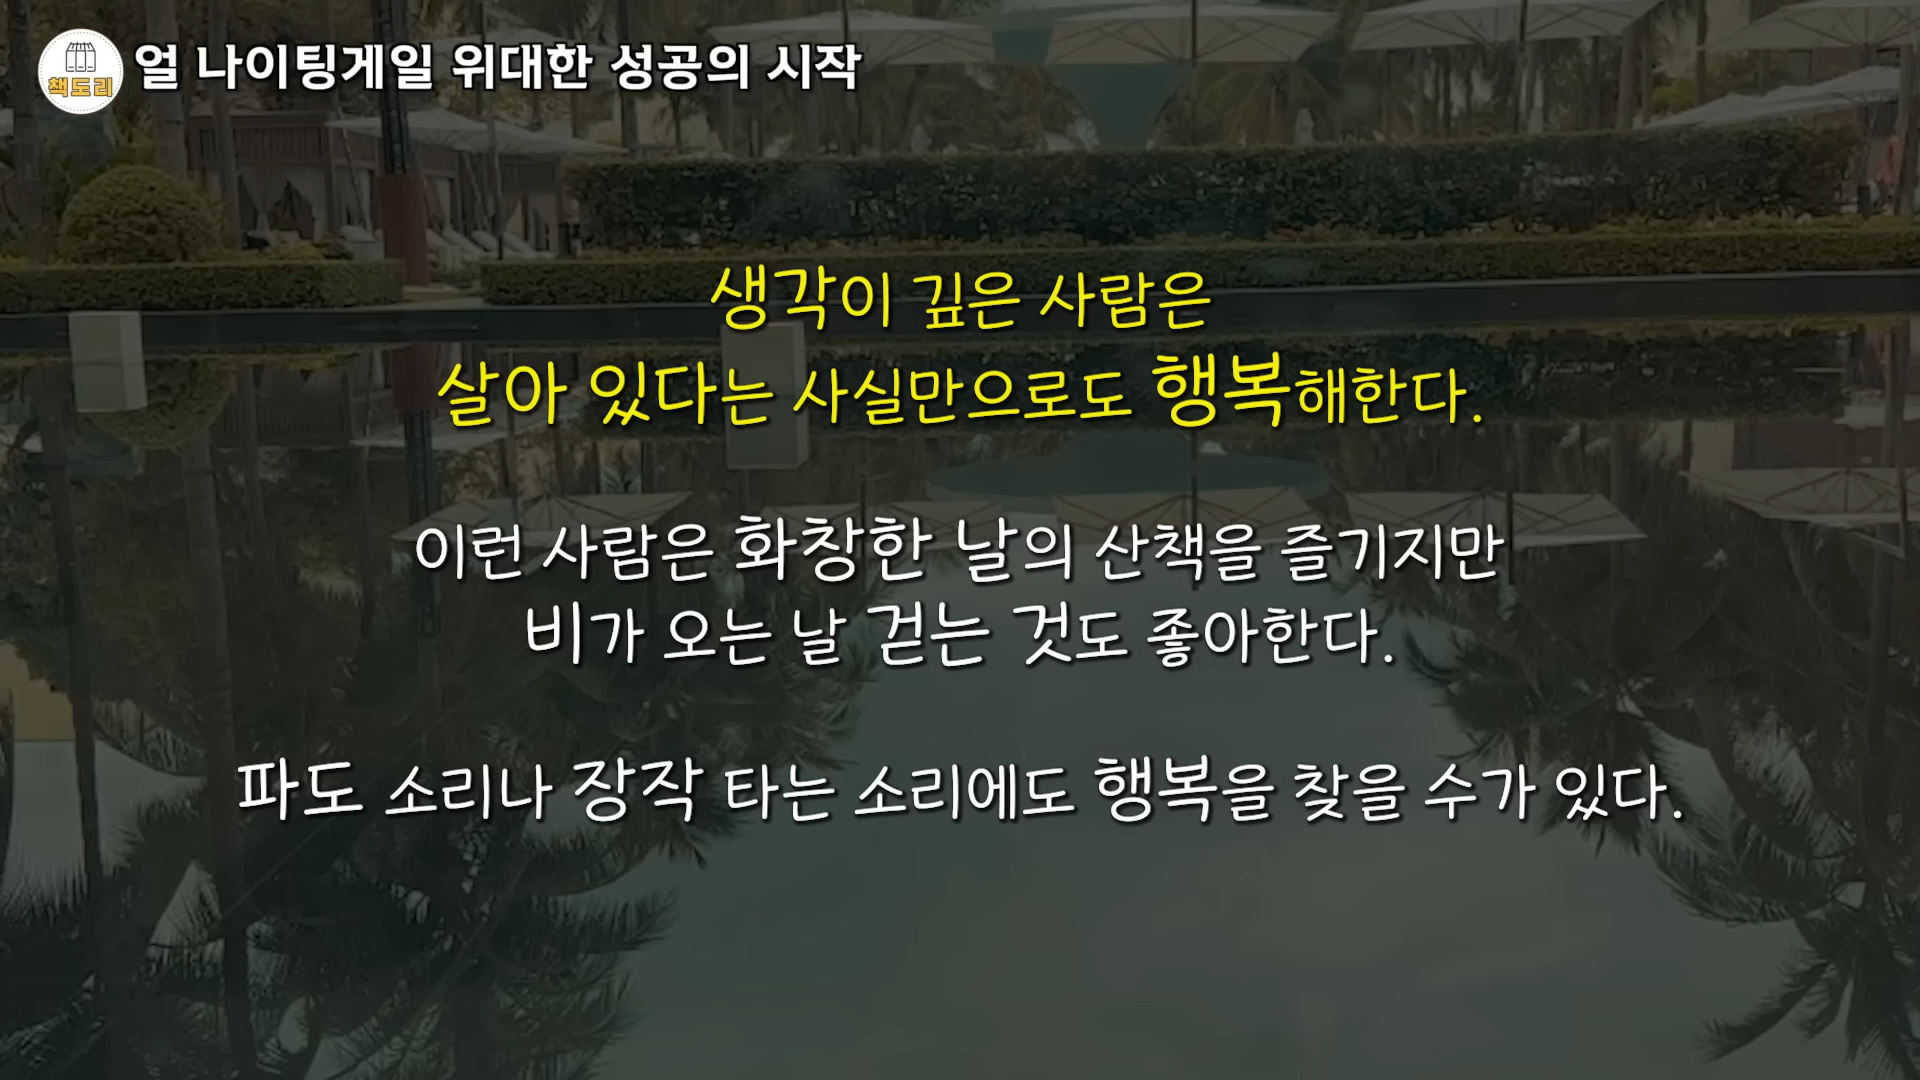 책도리
얼 나이팅게일 위대한 성공의 시작
생각이 깊은 사람은
살아 있다는 사실만으로도 행복해한다.
이런 사람은 화창한 날의 산책을 즐기지만
비가 오는 날 걷는 것도 좋아한다.
파도 소리나 장작 타는 소리에도 행복을 찾을 수가 있다.